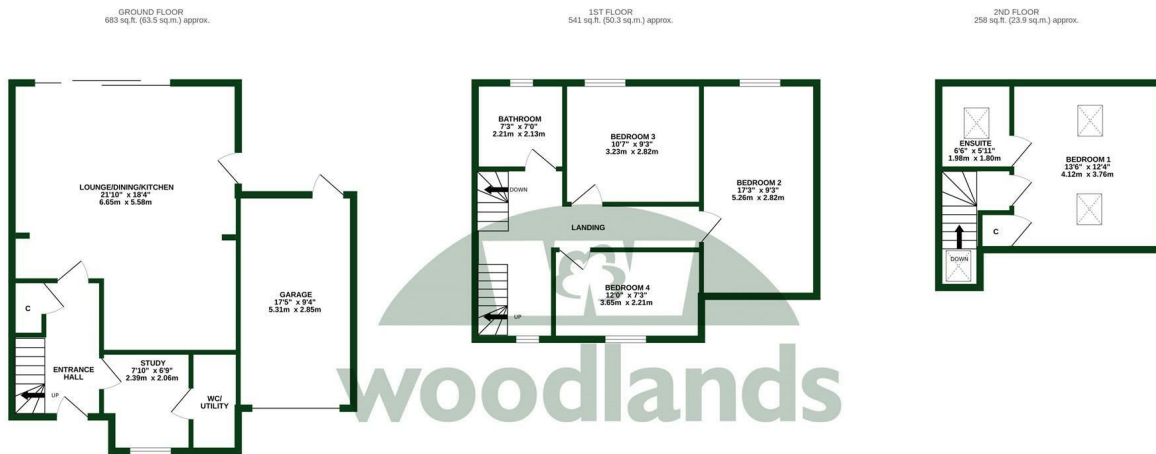 GROUND FLOOR
683 sq.ft. (63.5 sq.m.) approx.
1ST FLOOR
541 sq.ft. (50.3 sq.m.) approx.
2ND FLOOR
258 sq.ft. (23.9 sq.m.) approx.
LOUNGE/DINING/KITCHEN
21'10" x 18'4"
6.65m x 5.58m
C
UP
ENTRANCE
HALL
STUDY
7'10" x 6'9"
2.39m x 2.06m
WC/
UTILITY
GARAGE
17'5" x 9'4"
5.31m x 2.85m
BATHROOM
7'3" x 7'0"
2.21m x 2.13m
BEDROOM 3
10'7" x 9'3"
3.23m x 2.82m
BEDROOM 2
17'3" x 9'3"
5.26m x 2.82m
DOWN
LANDING
BEDROOM 4
12'0" x 7'3"
3.65m x 2.21m
UP
ENSUITE
6'6" x 5'11"
1.98m x 1.80m
BEDROOM 1
13'6" x 12'4"
4.12m x 3.76m
C
DOWN
woodlands